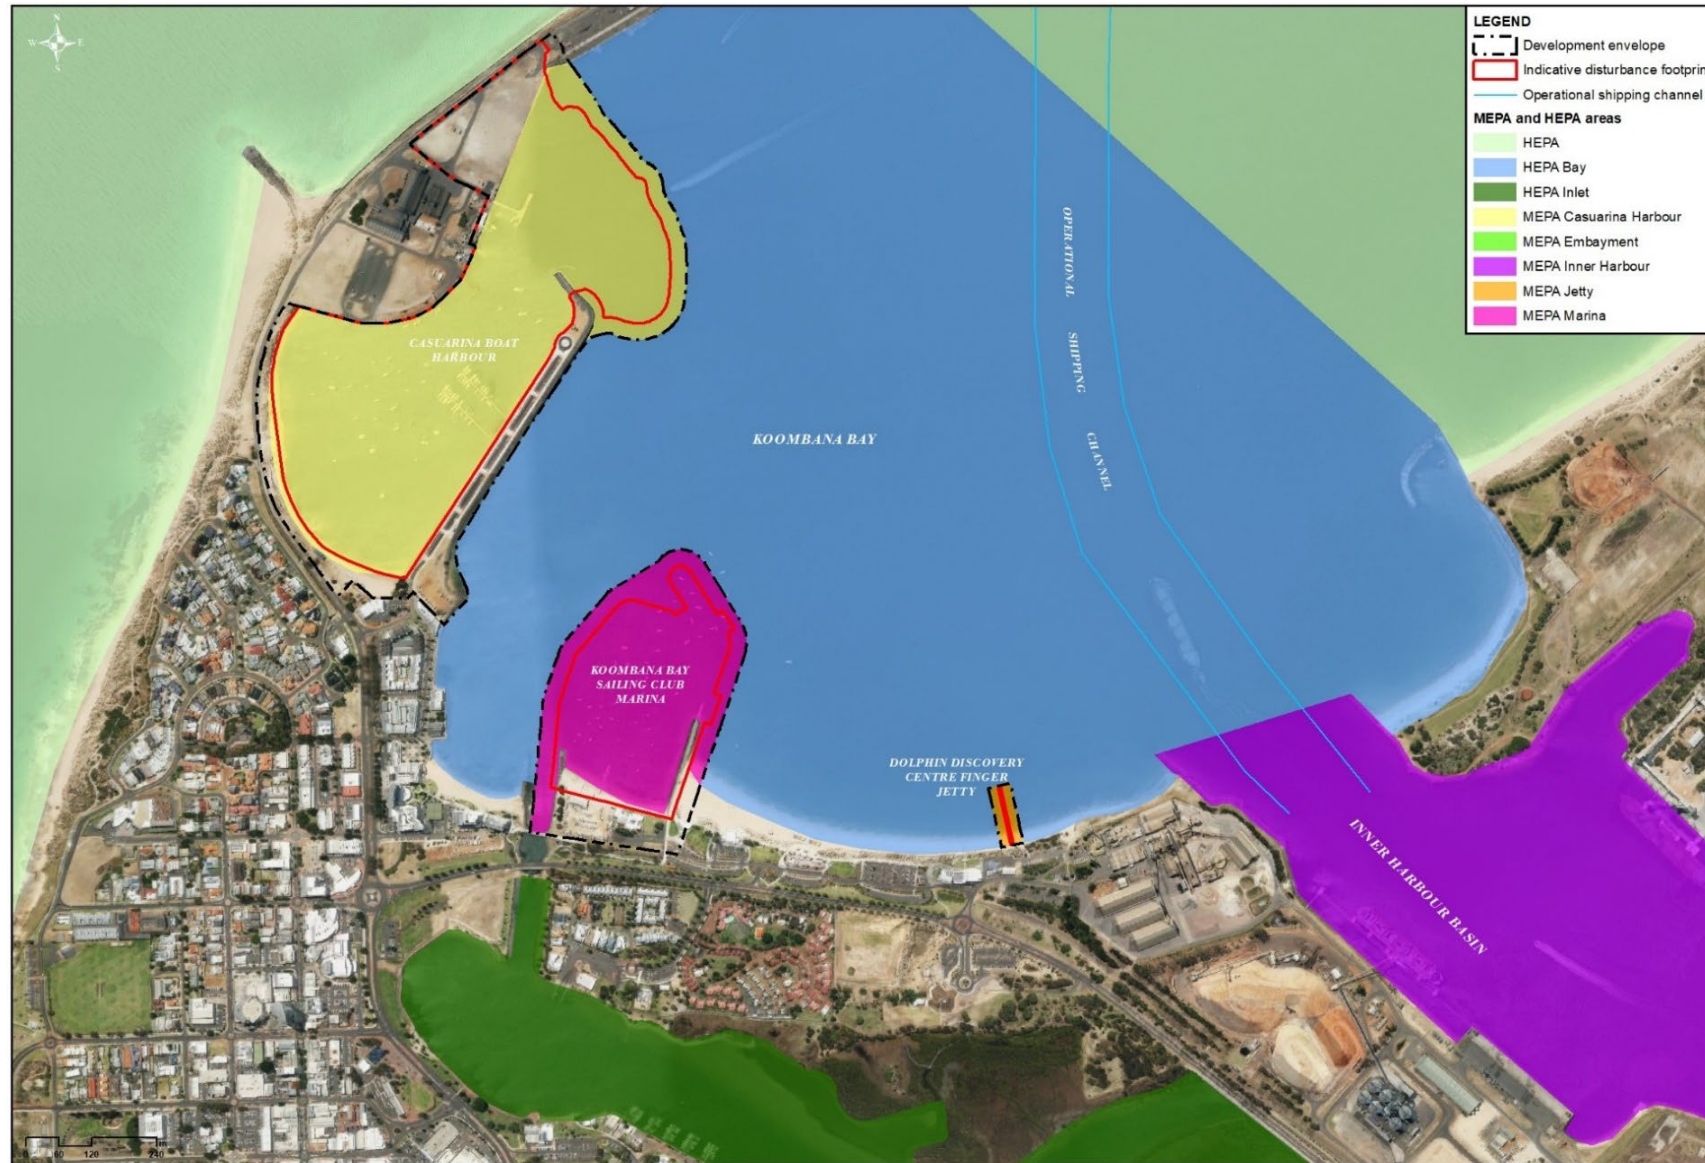 N
W E
S
LEGEND
Development envelope
Indicative disturbance footprin
Operational shipping channel
MEPA and HEPA areas
HEPA
HEPA Bay
HEPA Inlet
MEPA Casuarina Harbour
MEPA Embayment
MEPA Inner Harbour
MEPA Jetty
MEPA Marina
OPERATIONAL
SHIPPING
CHANNEL
CASUARINA BOAT
HARBOUR
KOOMBANA BAY
KOOMBANA BAY
SAILING CLUB
MARINA
DOLPHIN DISCOVERY
CENTRE FINGER
JETTY
INNER HARBOUR BASIN
0 60 120 240
m